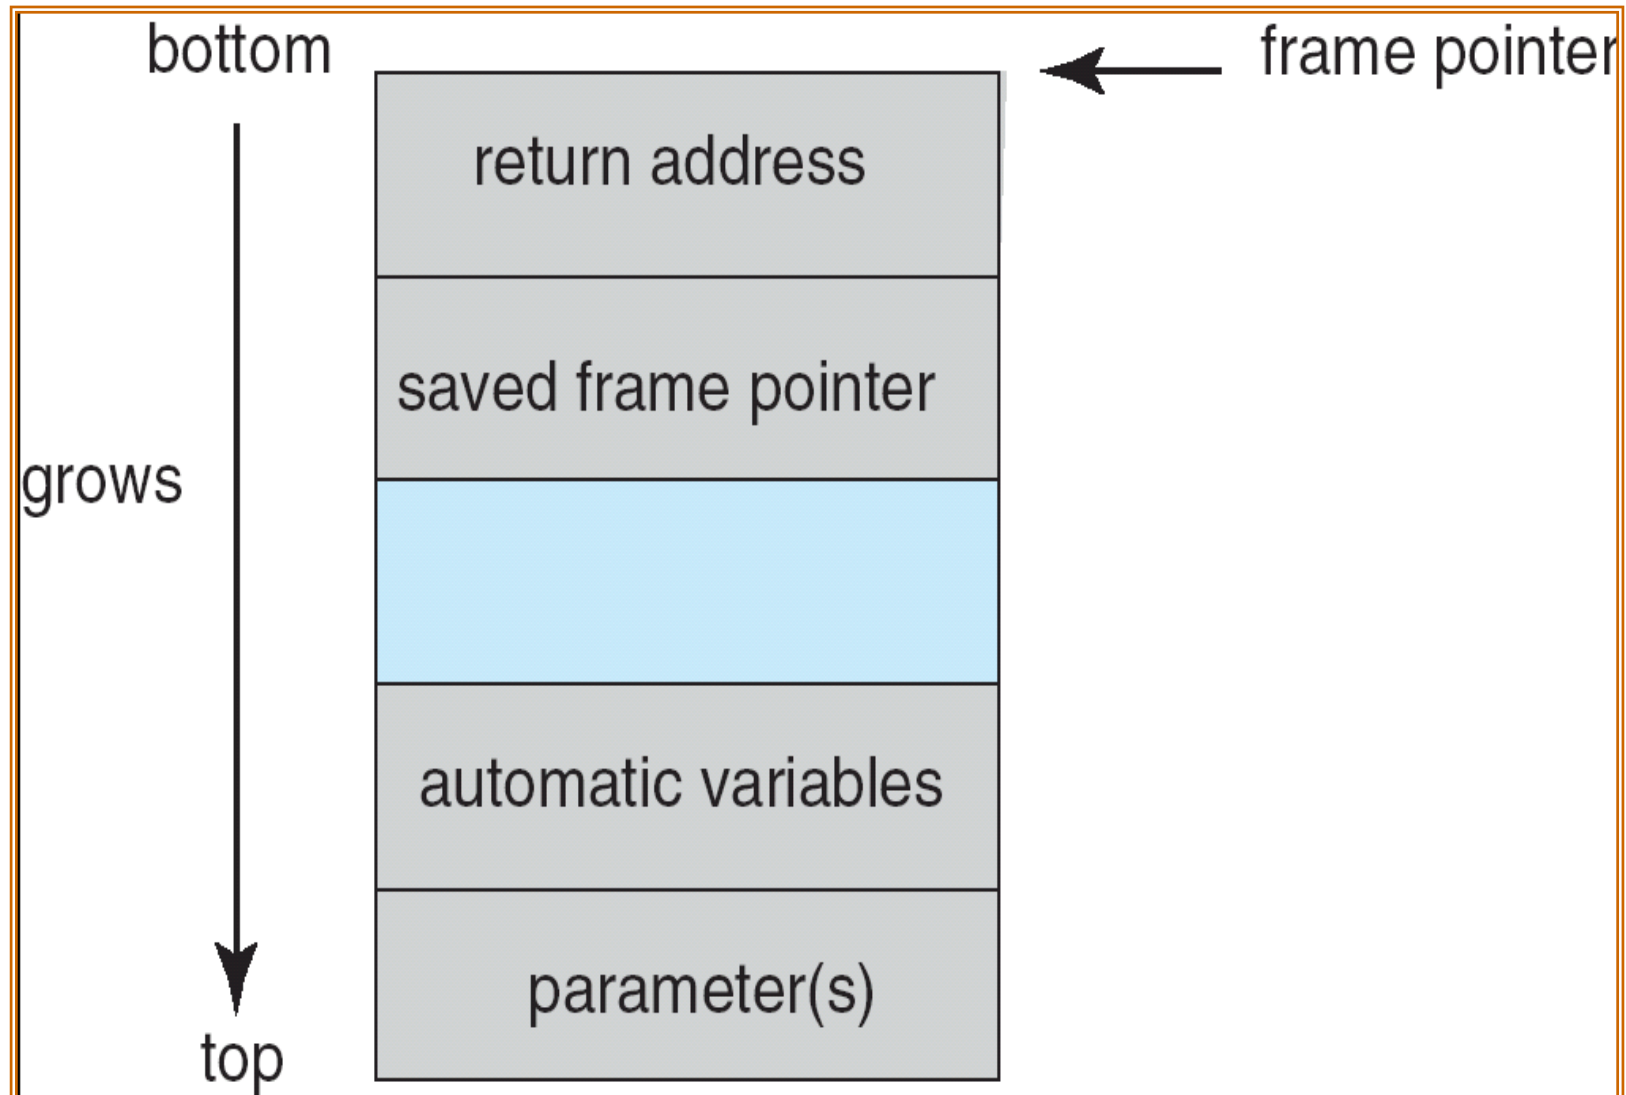 bottom
frame pointer
return address
saved frame pointer
grows
automatic variables
parameter(s)
top